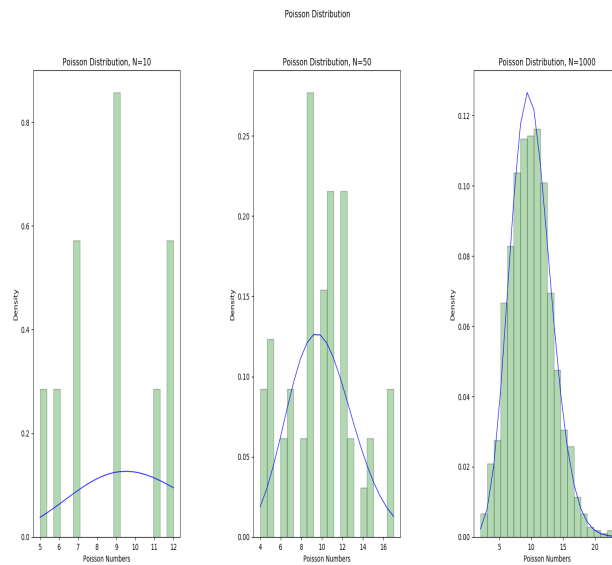 Poisson Distribution
Poisson Distribution, N=10
Density
0.0
0.2
0.4
0.6
0.8
5 6 7 8 9 10 11 12
Poisson Numbers
Poisson Distribution, N=50
Density
0.00
0.05
0.10
0.15
0.20
0.25
4 6 8 10 12 14 16
Poisson Numbers
Poisson Distribution, N=1000
Density
0.00
0.02
0.04
0.06
0.08
0.10
0.12
5 10 15 20
Poisson Numbers